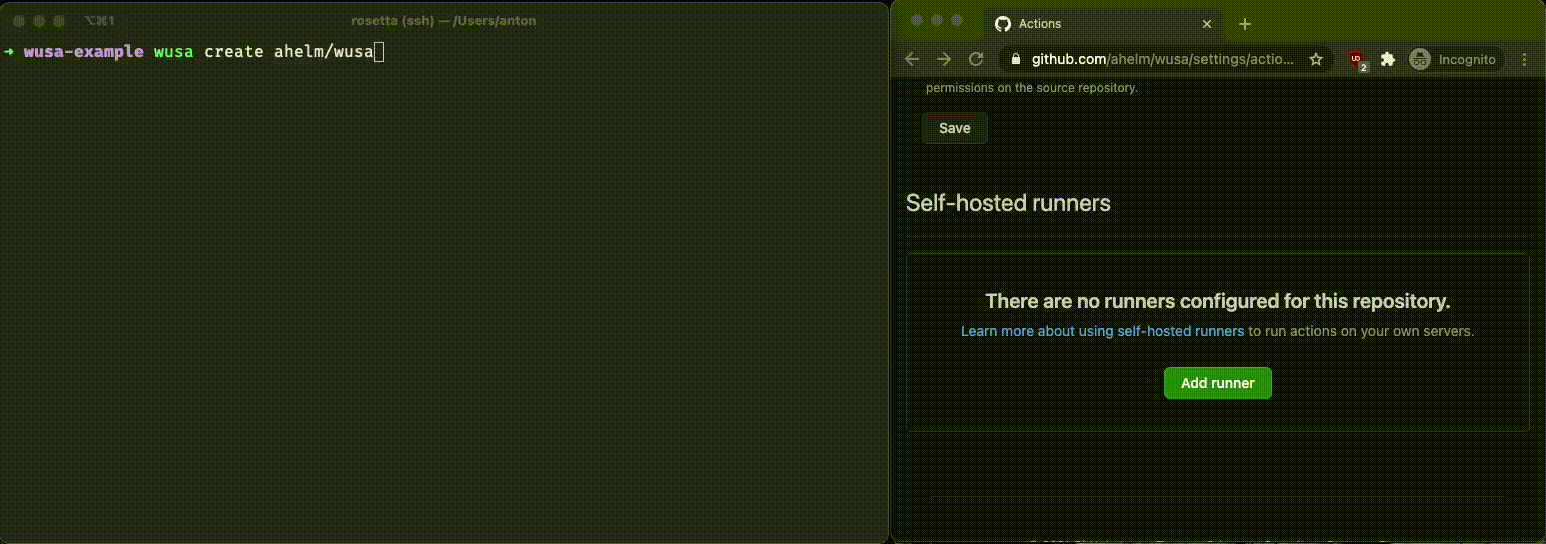 ⌥⌘1
rosetta (ssh) — /Users/anton
➜ wusa-example wusa create ahelm/wusa
Actions
github.com/ahelm/wusa/settings/actio...
2
Incognito
permissions on the source repository.
Save
Self-hosted runners
There are no runners configured for this repository.
Learn more about using self-hosted runners to run actions on your own servers.
Add runner